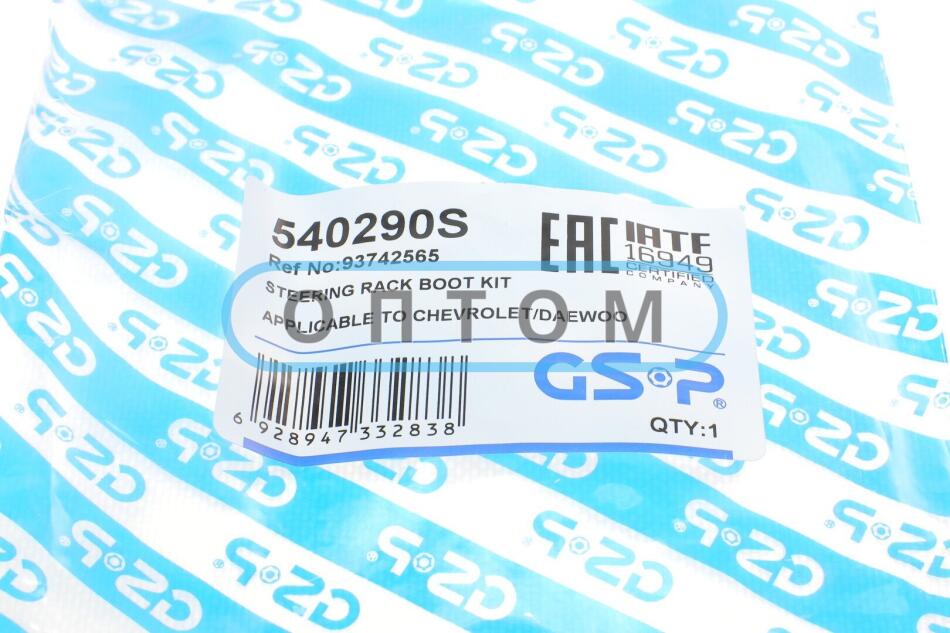 540290S
Ref No:93742565
STEERING RACK BOOT KIT
APPLICABLE TO CHEVROLET/DAEWOO
EAC
IATF
16949
CERTIFIED
COMPANY
ОПТОМ
GSP®
6 928947 332838
QTY:1